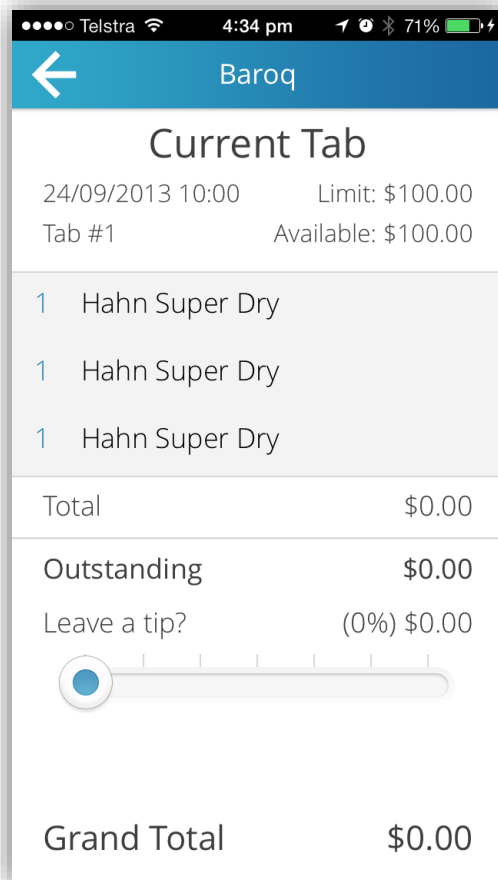 Telstra 4:34 pm 71%
Baroq
Current Tab
24/09/2013 10:00 Limit: $100.00
Tab #1 Available: $100.00
1 Hahn Super Dry
1 Hahn Super Dry
1 Hahn Super Dry
Total $0.00
Outstanding $0.00
Leave a tip? (0%) $0.00
Grand Total $0.00